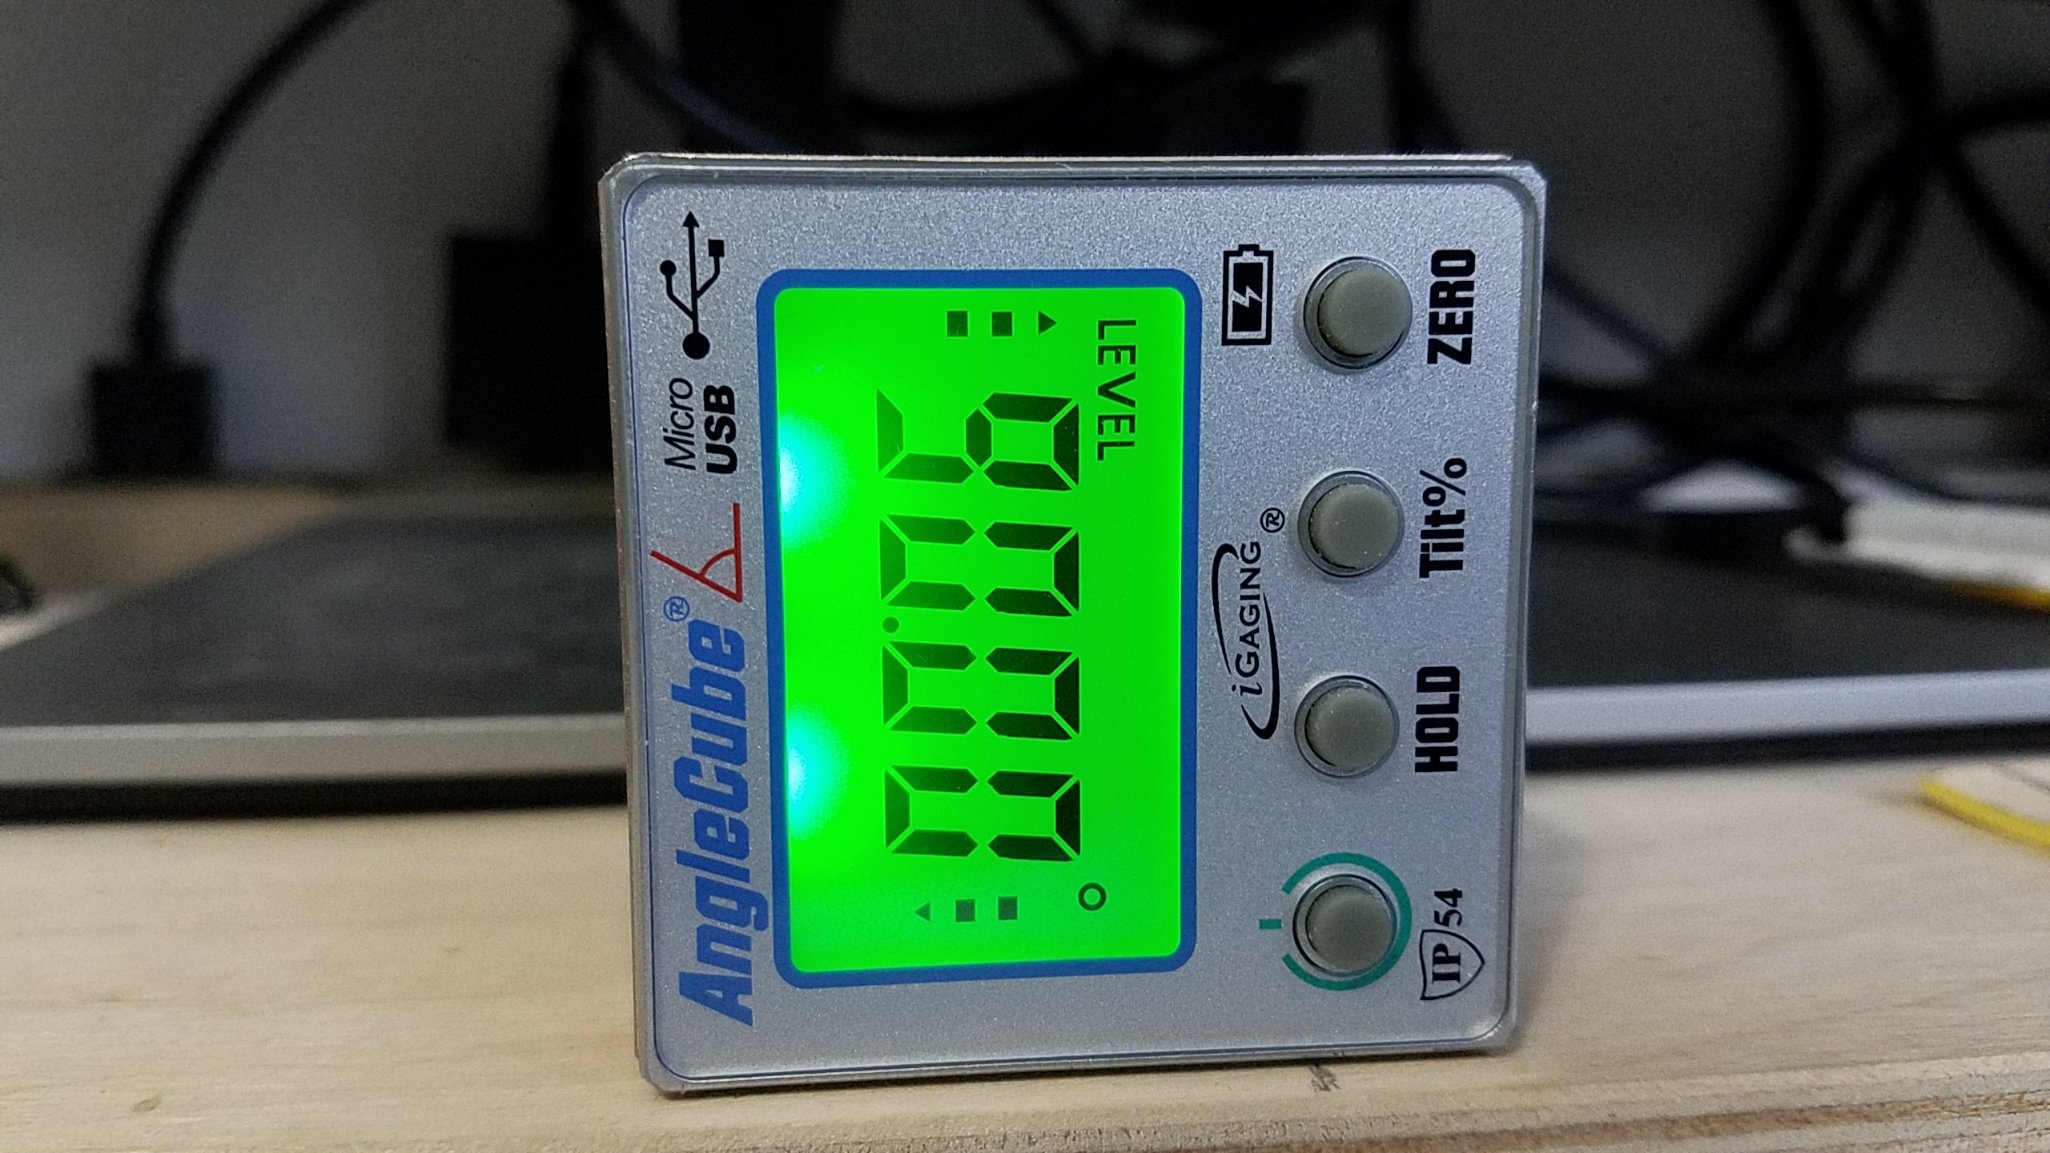 AngleCube®
Micro
USB
LEVEL
90.00°
iGAGING®
HOLD
Tilt%
ZERO
IP54